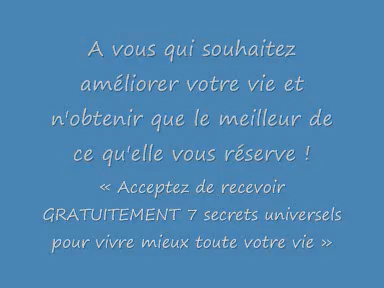 A vous qui souhaitez
améliorer votre vie et
n'obtenir que le meilleur de
ce qu'elle vous réserve !
« Acceptez de recevoir
GRATUITEMENT 7 secrets universels
pour vivre mieux toute votre vie »